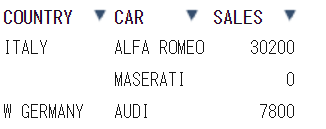 COUNTRY CAR SALES
ITALY ALFA ROMEO 30200
MASERATI 0
W GERMANY AUDI 7800